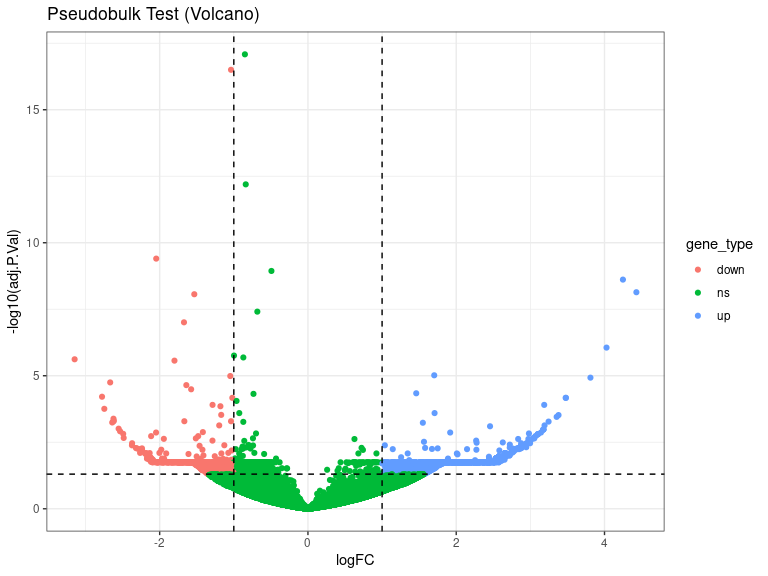 Pseudobulk Test (Volcano)
15
10
5
0
-log10(adj.P.Val)
-2
0
2
4
logFC
gene_type
down
ns
up